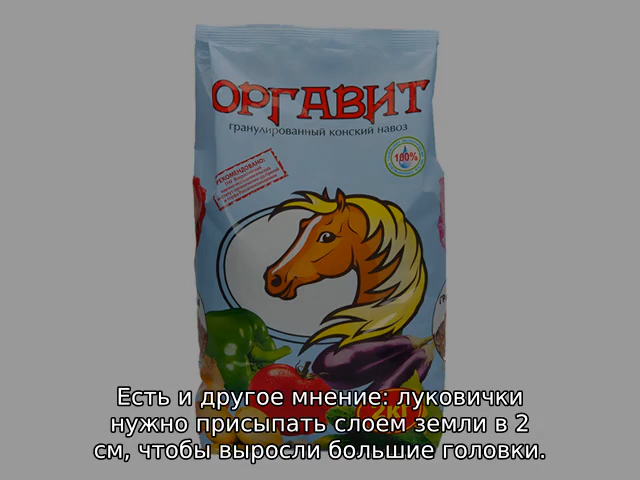 ОРГАВИТ
гранулированный конский навоз
100%
РЕКОМЕНДОВАНО:
2кг
Есть и другое мнение: луковички
нужно присыпать слоем земли в 2
см, чтобы выросли большие головки.